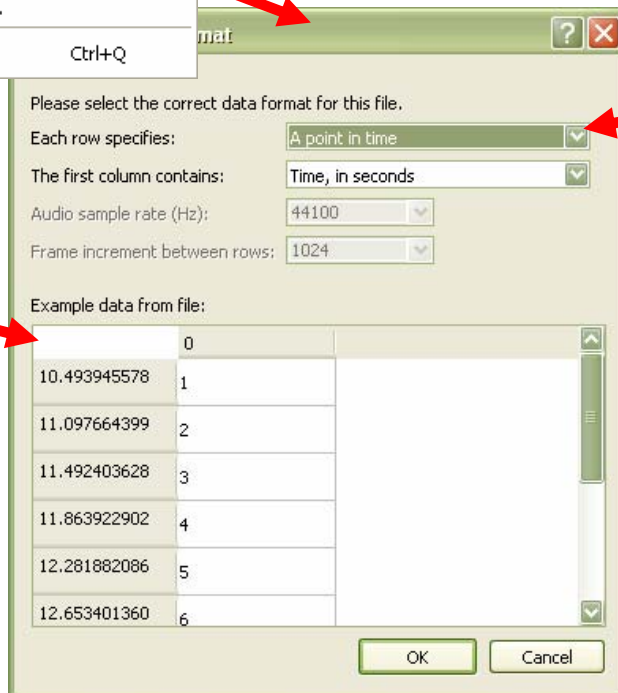 Ctrl+Q
mat
Please select the correct data format for this file.
Each row specifies: A point in time
The first column contains: Time, in seconds
Audio sample rate (Hz): 44100
Frame increment between rows: 1024
Example data from file:
0
10.493945578 1
11.097664399 2
11.492403628 3
11.863922902 4
12.281882086 5
12.653401360 6
OK Cancel